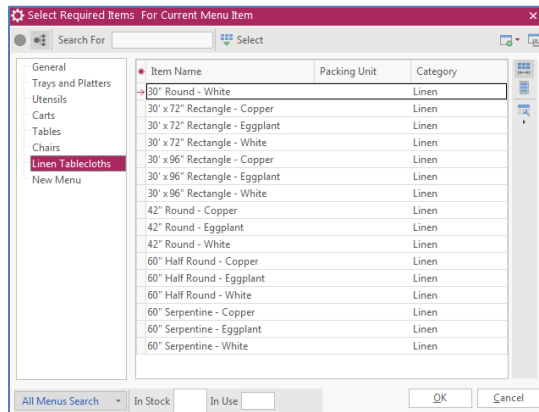 Select Required Items For Current Menu Item
Search For Select
General
Trays and Platters
Utensils
Carts
Tables
Chairs
Linen Tablecloths
New Menu
Item Name Packing Unit Category
30" Round - White Linen
30' x 72" Rectangle - Copper Linen
30' x 72" Rectangle - Eggplant Linen
30' x 72" Rectangle - White Linen
30' x 96" Rectangle - Copper Linen
30' x 96" Rectangle - Eggplant Linen
30' x 96" Rectangle - White Linen
42" Round - Copper Linen
42" Round - Eggplant Linen
42" Round - White Linen
60" Half Round - Copper Linen
60" Half Round - Eggplant Linen
60" Half Round - White Linen
60" Serpentine - Copper Linen
60" Serpentine - Eggplant Linen
60" Serpentine - White Linen
All Menus Search In Stock In Use OK Cancel